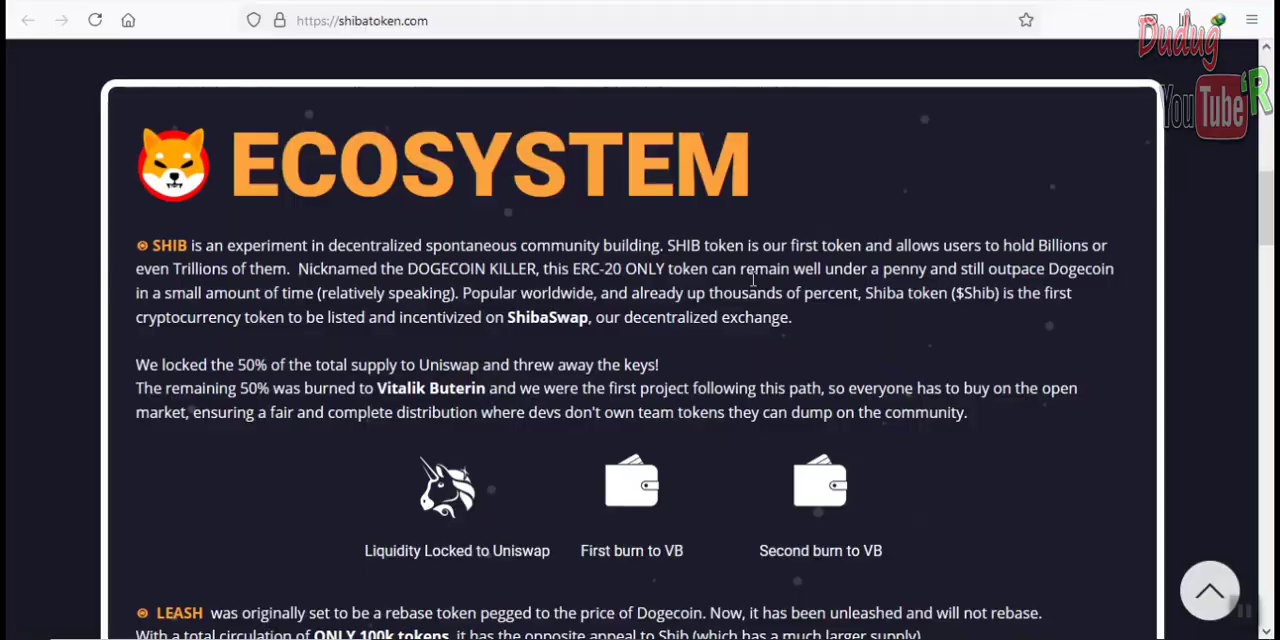 https://shibatoken.com
Dudug
YouTube'R
ECOSYSTEM
SHIB is an experiment in decentralized spontaneous community building. SHIB token is our first token and allows users to hold Billions or
even Trillions of them. Nicknamed the DOGECOIN KILLER, this ERC-20 ONLY token can remain well under a penny and still outpace Dogecoin
in a small amount of time (relatively speaking). Popular worldwide, and already up thousands of percent, Shiba token ($Shib) is the first
cryptocurrency token to be listed and incentivized on ShibaSwap, our decentralized exchange.
We locked the 50% of the total supply to Uniswap and threw away the keys!
The remaining 50% was burned to Vitalik Buterin and we were the first project following this path, so everyone has to buy on the open
market, ensuring a fair and complete distribution where devs don't own team tokens they can dump on the community.
Liquidity Locked to Uniswap First burn to VB Second burn to VB
LEASH was originally set to be a rebase token pegged to the price of Dogecoin. Now, it has been unleashed and will not rebase.
With a total circulation of ONLY 100k tokens, it has the opposite appeal to Shib (which has a much larger supply)